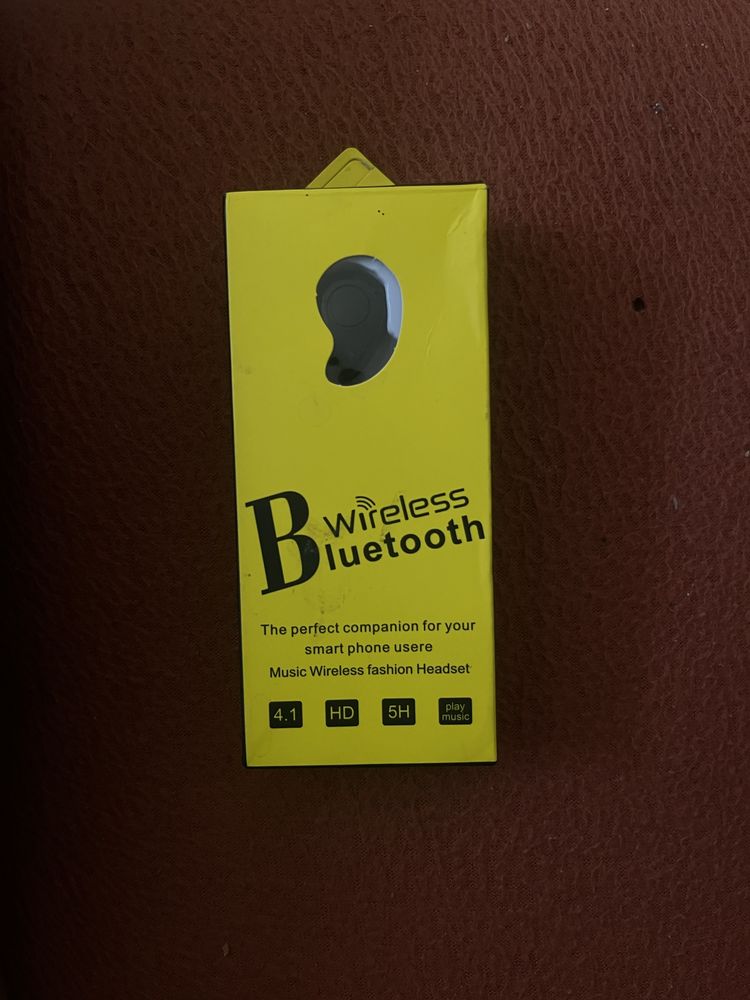 Wireless
Bluetooth
The perfect companion for your
smart phone usere
Music Wireless fashion Headset
4.1
HD
5H
play
music